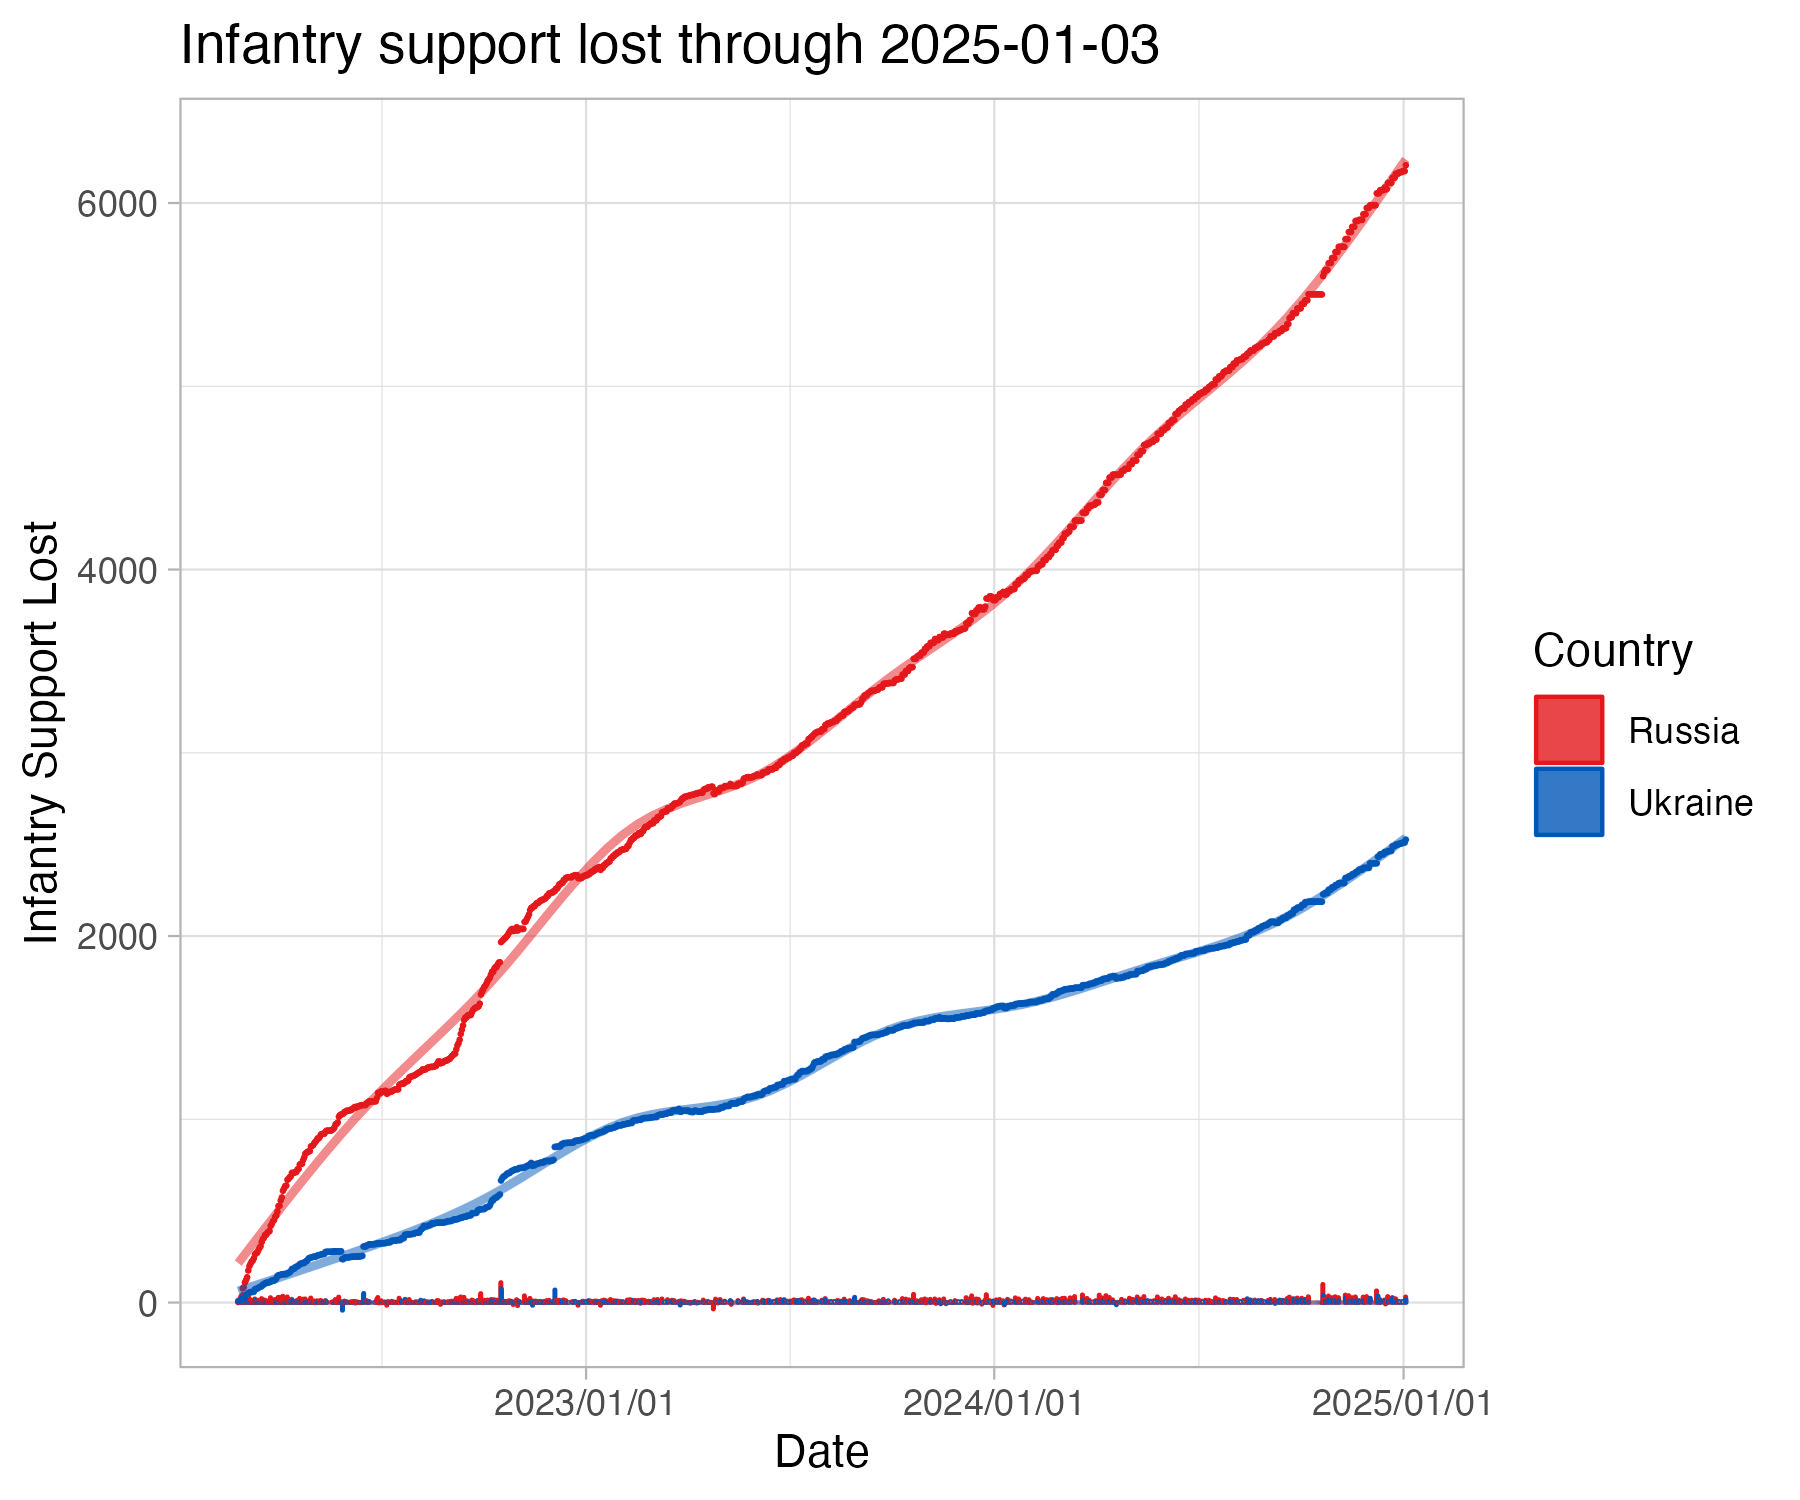 Infantry support lost through 2025-01-03
Infantry Support Lost
6000
4000
2000
0
2023/01/01
2024/01/01
2025/01/01
Date
Country
Russia
Ukraine